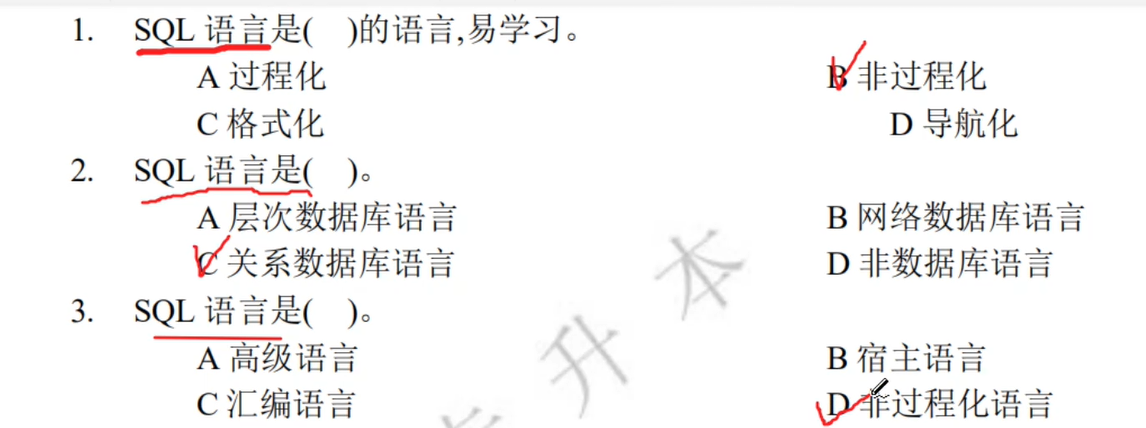 1. SQL 语言是( )的语言,易学习。
A 过程化 B 非过程化
C 格式化 D 导航化
2. SQL 语言是( )。
A 层次数据库语言 B 网络数据库语言
C 关系数据库语言 D 非数据库语言
3. SQL 语言是( )。
A 高级语言 B 宿主语言
C 汇编语言 D 非过程化语言
升 本